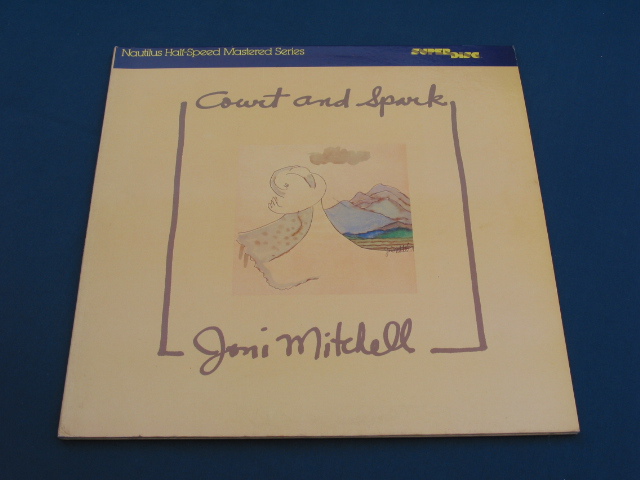 Nautilus Half-Speed Mastered Series
SUPER DISC
Court and Spark
Joni Mitchell